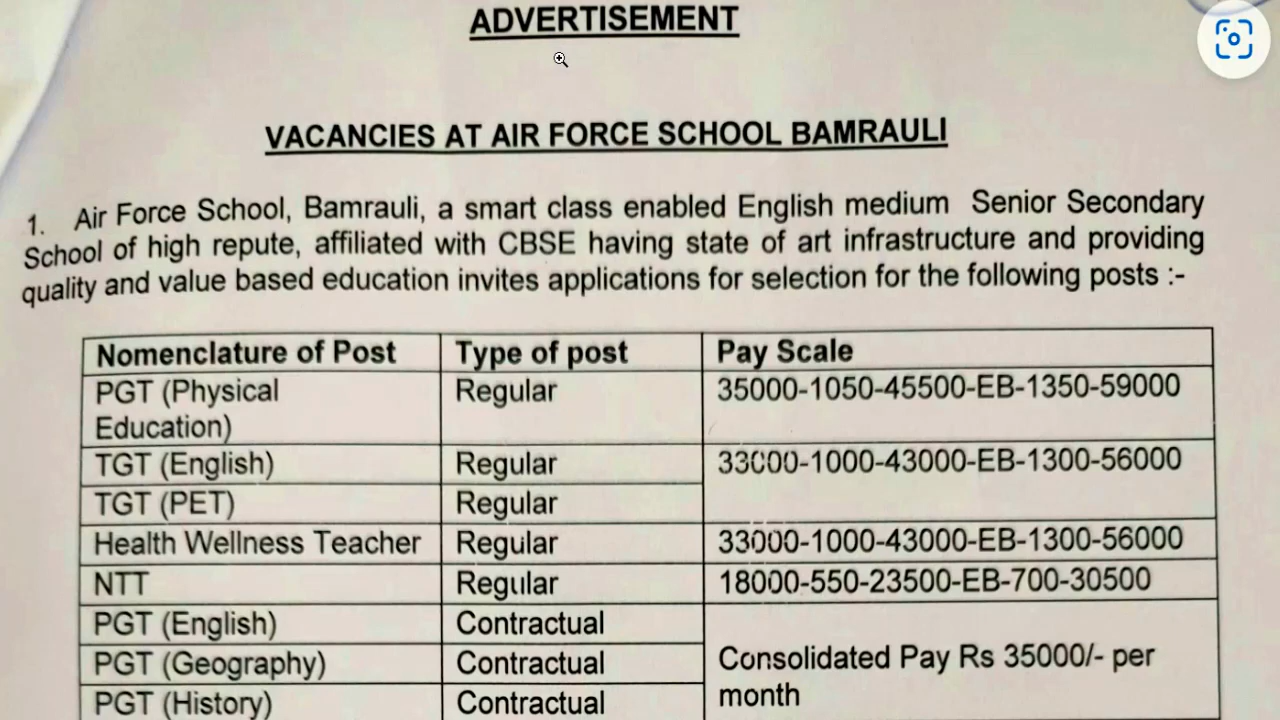 ADVERTISEMENT
VACANCIES AT AIR FORCE SCHOOL BAMRAULI
1. Air Force School, Bamrauli, a smart class enabled English medium Senior Secondary
School of high repute, affiliated with CBSE having state of art infrastructure and providing
quality and value based education invites applications for selection for the following posts :-
Nomenclature of Post Type of post Pay Scale
PGT (Physical Regular 35000-1050-45500-EB-1350-59000
Education)
TGT (English) Regular 33000-1000-43000-EB-1300-56000
TGT (PET) Regular
Health Wellness Teacher Regular 33000-1000-43000-EB-1300-56000
NTT Regular 18000-550-23500-EB-700-30500
PGT (English) Contractual
PGT (Geography) Contractual Consolidated Pay Rs 35000/- per
PGT (History) Contractual month